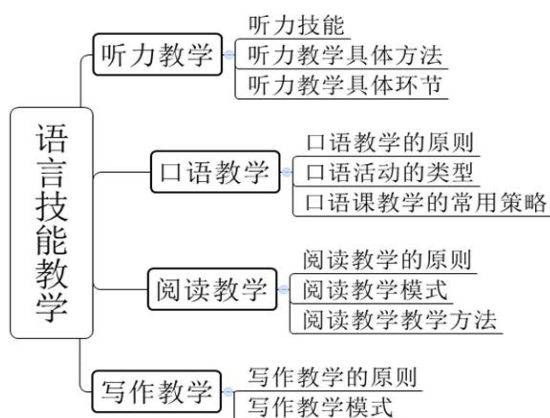 语言技能教学
听力教学
听力技能
听力教学具体方法
听力教学具体环节
口语教学
口语教学的原则
口语活动的类型
口语课教学的常用策略
阅读教学
阅读教学的原则
阅读教学模式
阅读教学教学方法
写作教学
写作教学的原则
写作教学模式